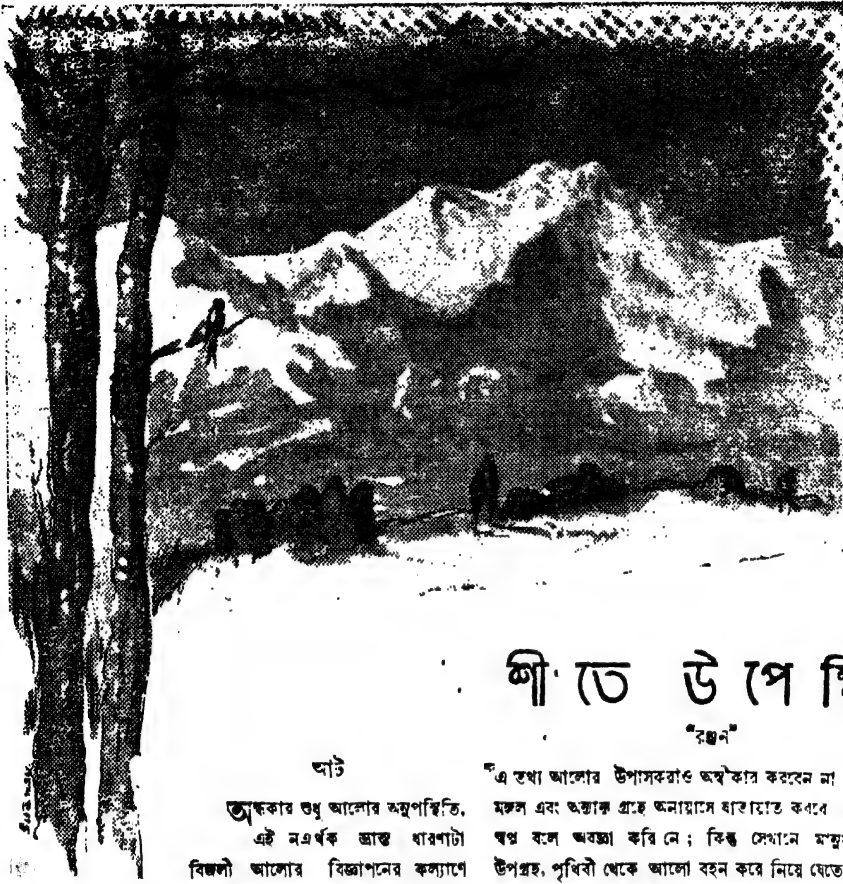 শীতে উপে
"রঞ্জন"
আট
অন্ধকার শুধু আলোর অনুপস্থিতি,
এই নঞর্থক ভ্রান্ত ধারণাটা
বিজলী আলোর বিজ্ঞাপনের কল্যাণে
"এ তথ্য আলোর উপাসকরাও অস্বীকার করবেন না
মঙ্গল এবং অন্যান্য গ্রহে অনায়াসে যাতায়াত করবে
স্বপ্ন বলে অবজ্ঞা করি নে; কিন্তু সেখানে
উপগ্রহ, পৃথিবী থেকে আলো বহন করে নিয়ে যেতে